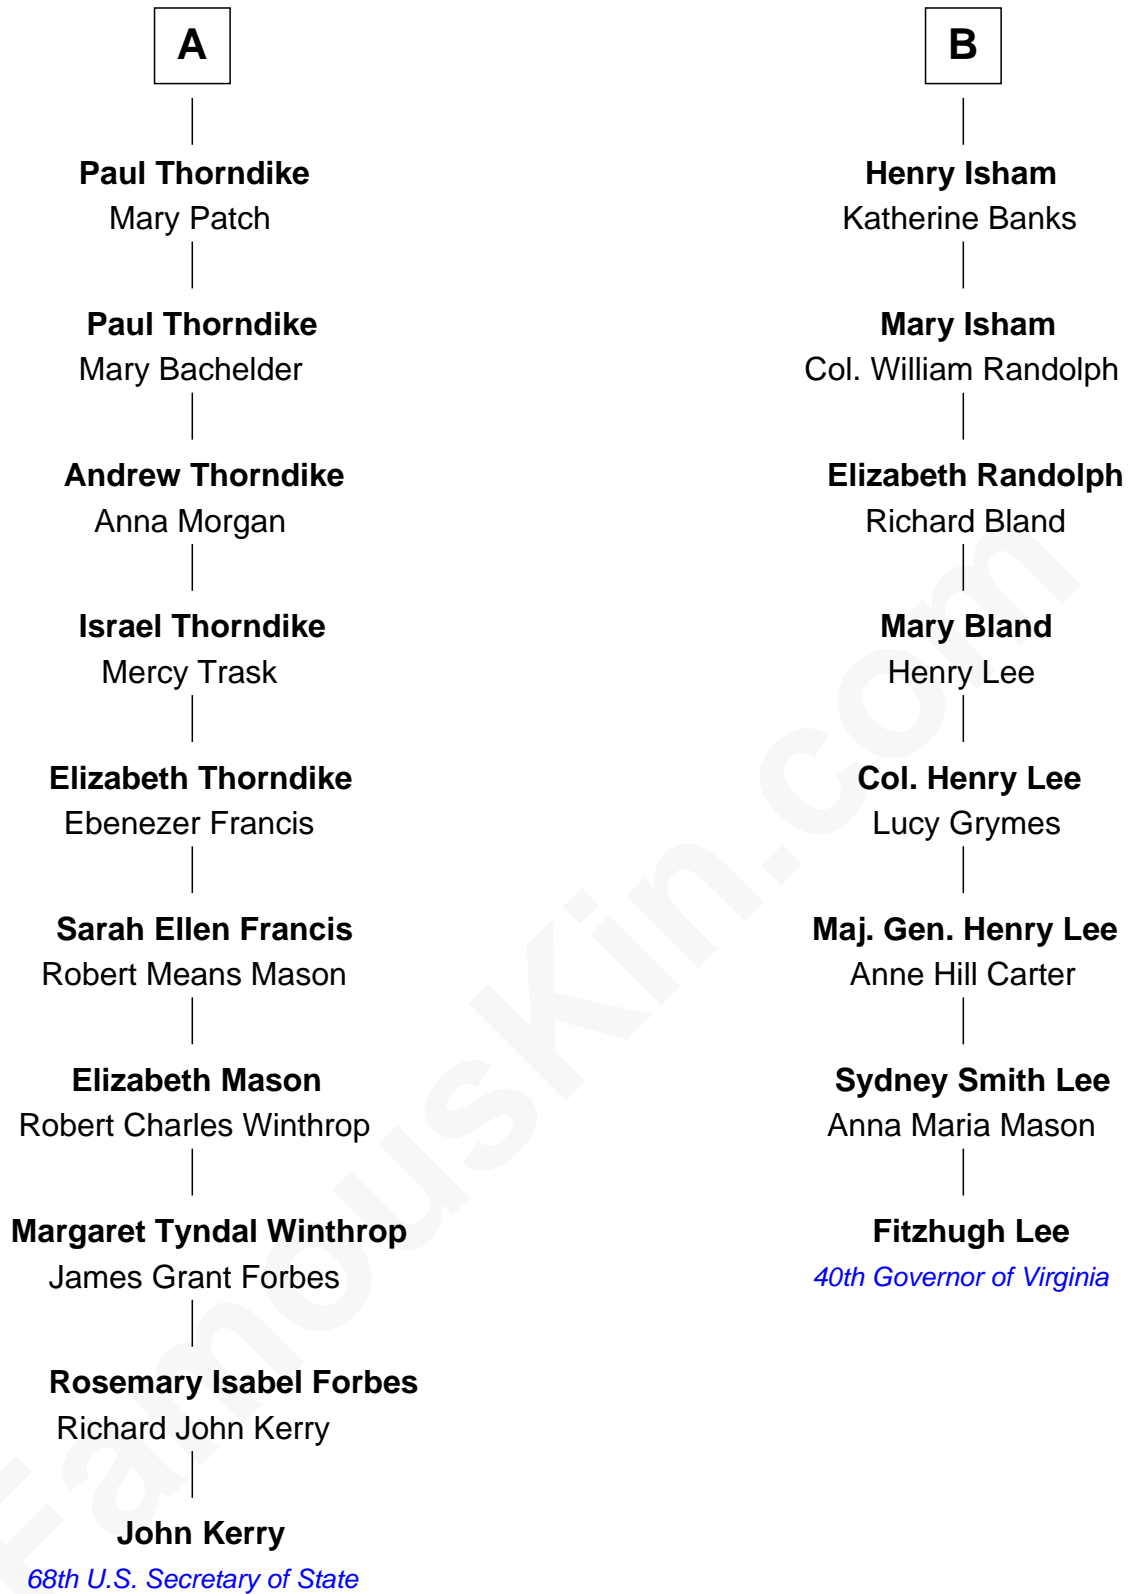 A
Paul Thorndike
Mary Patch
Paul Thorndike
Mary Bachelder
Andrew Thorndike
Anna Morgan
Israel Thorndike
Mercy Trask
Elizabeth Thorndike
Ebenezer Francis
Sarah Ellen Francis
Robert Means Mason
Elizabeth Mason
Robert Charles Winthrop
Margaret Tyndal Winthrop
James Grant Forbes
Rosemary Isabel Forbes
Richard John Kerry
John Kerry
68th U.S. Secretary of State
B
Henry Isham
Katherine Banks
Mary Isham
Col. William Randolph
Elizabeth Randolph
Richard Bland
Mary Bland
Henry Lee
Col. Henry Lee
Lucy Grymes
Maj. Gen. Henry Lee
Anne Hill Carter
Sydney Smith Lee
Anna Maria Mason
Fitzhugh Lee
40th Governor of Virginia
FamousKin.com